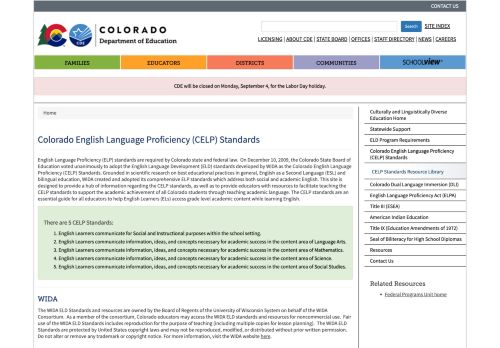 CONTACT US
COLORADO
Department of Education
CDE
Search
SITE INDEX
LICENSING | ABOUT CDE | STATE BOARD | OFFICES | STAFF DIRECTORY | NEWS | CAREERS
FAMILIES
EDUCATORS
DISTRICTS
COMMUNITIES
SCHOOLVIEW
CDE will be closed on Monday, September 4, for the Labor Day holiday.
Home
Colorado English Language Proficiency (CELP) Standards
English Language Proficiency (ELP) standards are required by Colorado state and federal law. On December 10, 2009, the Colorado State Board of
Education voted unanimously to adopt the English Language Development (ELD) standards developed by WIDA as the Colorado English Language
Proficiency (CELP) Standards. Grounded in scientific research on best educational practices in general, English as a Second Language (ESL) and
bilingual education, WIDA created and adopted its comprehensive ELP standards which address both social and academic English. This site is
designed to provide a hub of information regarding the CELP standards, as well as to provide educators with resources to facilitate teaching the
CELP standards to support the academic achievement of all Colorado students through teaching academic language. The CELP standards are an
essential guide for all educators to help English Learners (ELs) access grade level academic content while learning English.
There are 5 CELP Standards:
1. English Learners communicate for Social and Instructional purposes within the school setting.
2. English Learners communicate information, ideas, and concepts necessary for academic success in the content area of Language Arts.
3. English Learners communicate information, ideas, and concepts necessary for academic success in the content area of Mathematics.
4. English Learners communicate information, ideas, and concepts necessary for academic success in the content area of Science.
5. English Learners communicate information, ideas, and concepts necessary for academic success in the content area of Social Studies.
WIDA
The WIDA ELD Standards and resources are owned by the Board of Regents of the University of Wisconsin System on behalf of the WIDA
Consortium. As a member of the consortium, Colorado educators may access the WIDA ELD standards and resources for noncommercial use. Fair
use of the WIDA ELD Standards includes reproduction for the purpose of teaching (including multiple copies for lesson planning). The WIDA ELD
Standards are protected by United States copyright laws and may not be reproduced, modified, or distributed without prior written permission.
Do not alter or remove any trademark or copyright notice. For more information, visit the WIDA website here.
Culturally and Linguistically Diverse
Education Home
Statewide Support
ELD Program Requirements
Colorado English Language Proficiency
(CELP) Standards
CELP Standards Resource Library
Colorado Dual Language Immersion (DLI)
English Language Proficiency Act (ELPA)
Title III (ESEA)
American Indian Education
Title IX (Education Amendments of 1972)
Seal of Biliteracy for High School Diplomas
Resources
Contact Us
Related Resources
Federal Programs Unit home